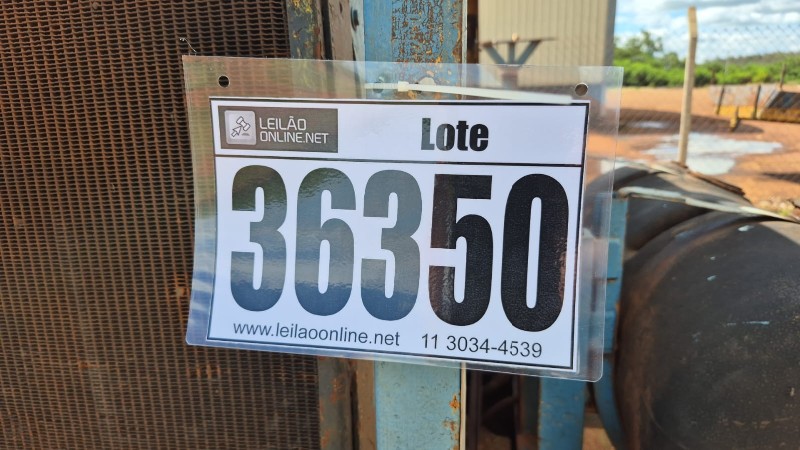 LEILÃO
ONLINE.NET
Lote
36350
www.leilaoonline.net 11 3034-4539